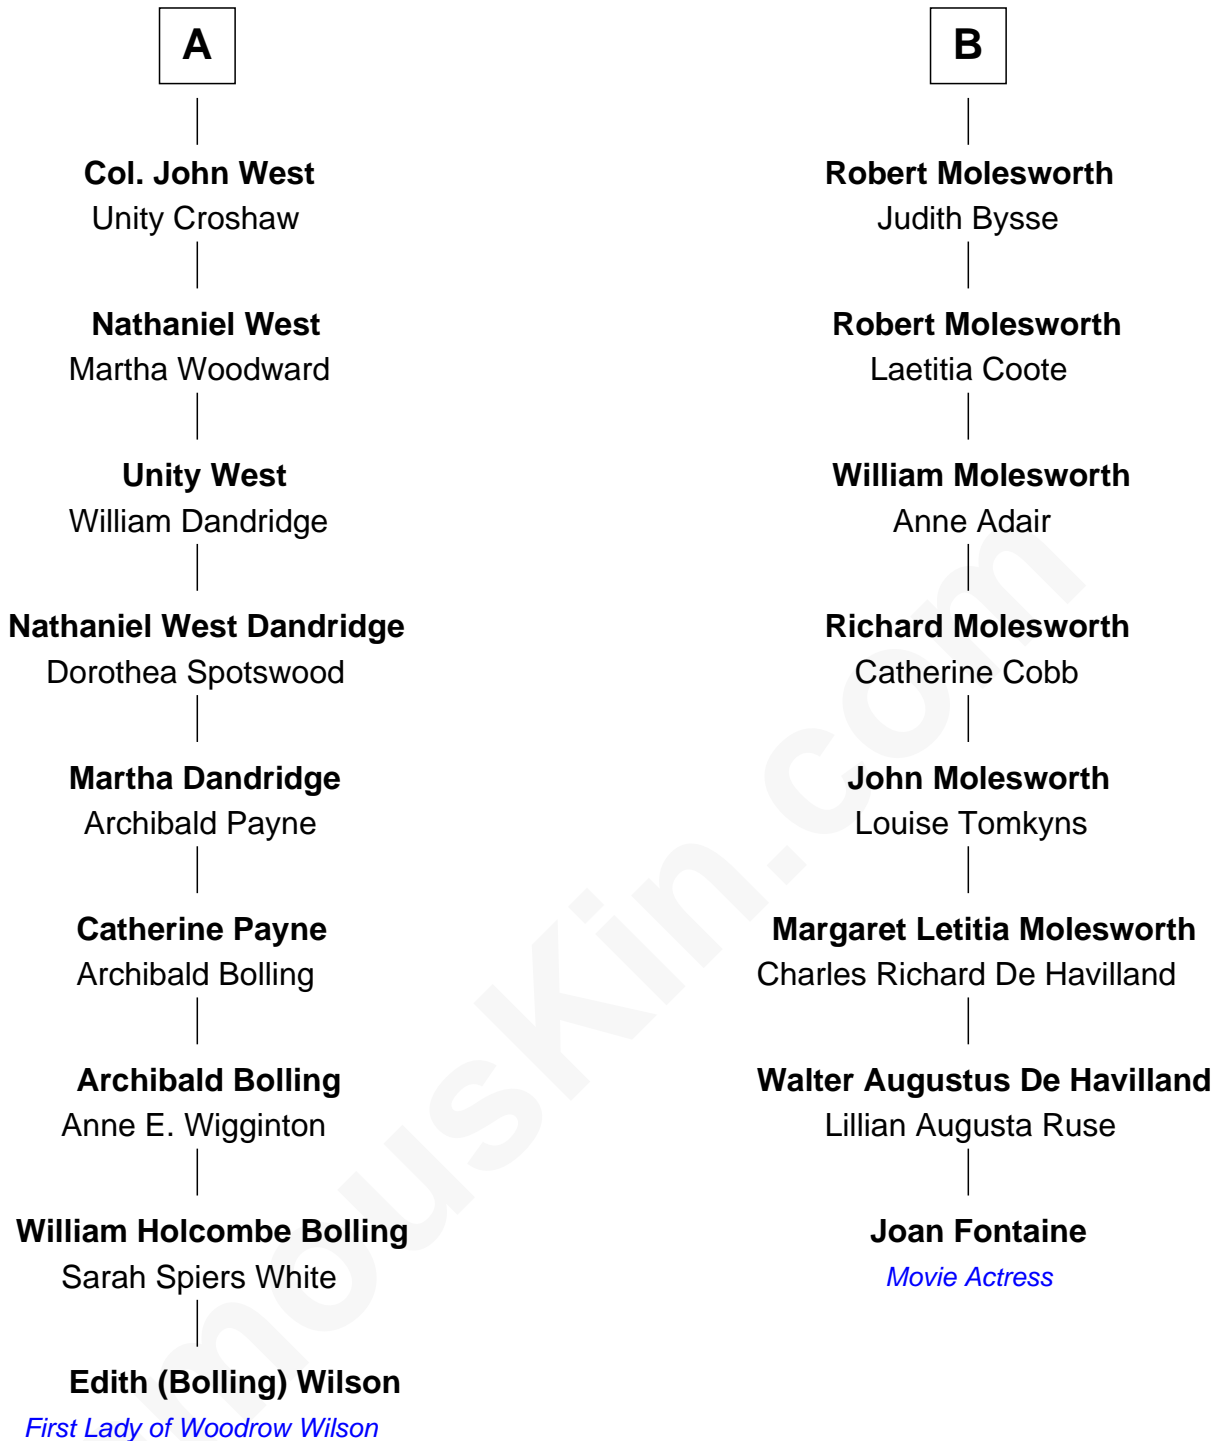 A
Col. John West
Unity Croshaw
Nathaniel West
Martha Woodward
Unity West
William Dandridge
Nathaniel West Dandridge
Dorothea Spotswood
Martha Dandridge
Archibald Payne
Catherine Payne
Archibald Bolling
Archibald Bolling
Anne E. Wigginton
William Holcombe Bolling
Sarah Spiers White
Edith (Bolling) Wilson
First Lady of Woodrow Wilson
B
Robert Molesworth
Judith Bysse
Robert Molesworth
Laetitia Coote
William Molesworth
Anne Adair
Richard Molesworth
Catherine Cobb
John Molesworth
Louise Tomkyns
Margaret Letitia Molesworth
Charles Richard De Havilland
Walter Augustus De Havilland
Lillian Augusta Ruse
Joan Fontaine
Movie Actress
mousKin.com